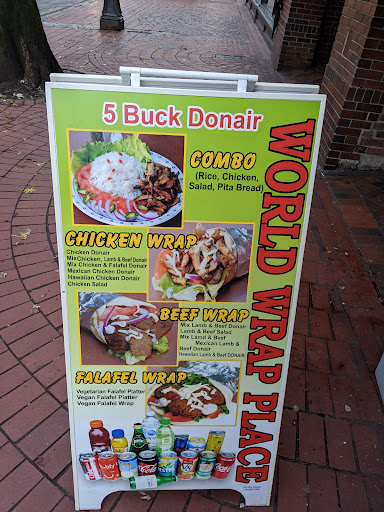 5 Buck Donair
WORLD WRAP PLACE
COMBO
(Rice, Chicken,
Salad, Pita Bread)
CHICKEN WRAP
Chicken Donair
MixChicken, Lamb & Beef Donair
Mix Chicken & Falafel Donair
Mexican Chicken Donair
Hawaiian Chicken Donair
Chicken Salad
BEEF WRAP
Mix Lamb & Beef Donair
Lamb & Beef Salad
Mix Lamd & Beef
Mexican Lamb &
Beef Donair
Hawaiian Lamb & Beef DONAIR
FALAFEL WRAP
Vegetarian Falafel Platter
Vegan Falafel Platter
Vegan Falafel Wrap